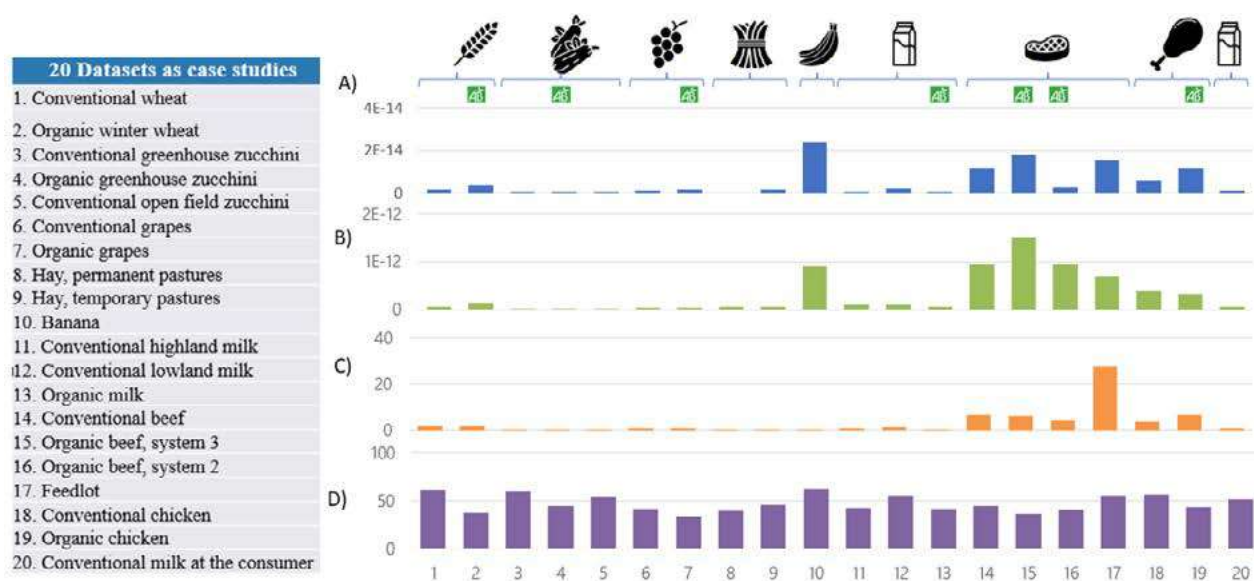 20 Datasets as case studies
1. Conventional wheat
2. Organic winter wheat
3. Conventional greenhouse zucchini
4. Organic greenhouse zucchini
5. Conventional open field zucchini
6. Conventional grapes
7. Organic grapes
8. Hay, permanent pastures
9. Hay, temporary pastures
10. Banana
11. Conventional highland milk
12. Conventional lowland milk
13. Organic milk
14. Conventional beef
15. Organic beef, system 3
16. Organic beef, system 2
17. Feedlot
18. Conventional chicken
19. Organic chicken
20. Conventional milk at the consumer
A)
AB AB AB AB AB AB AB
4E-14
2E-14
0
B)
2E-12
1E-12
0
C)
40
20
0
D)
100
50
0
1 2 3 4 5 6 7 8 9 10 11 12 13 14 15 16 17 18 19 20